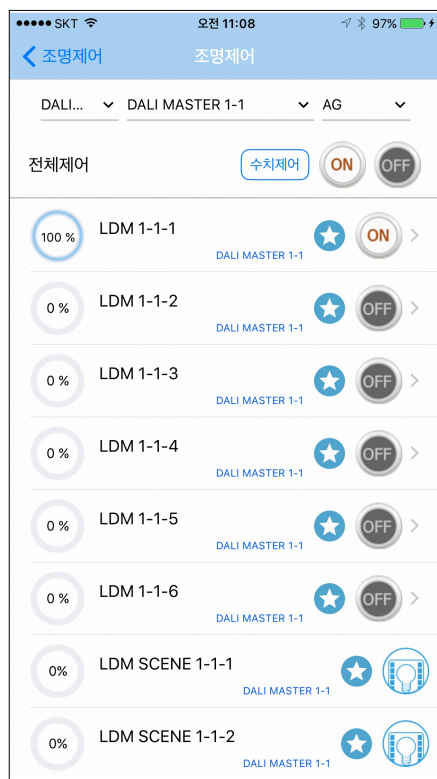 SKT 오전 11:08 97%
조명제어 조명제어
DALI... DALI MASTER 1-1 AG
전체제어 수치제어 ON OFF
100 % LDM 1-1-1 ON
DALI MASTER 1-1
0 % LDM 1-1-2 OFF
DALI MASTER 1-1
0 % LDM 1-1-3 OFF
DALI MASTER 1-1
0 % LDM 1-1-4 OFF
DALI MASTER 1-1
0 % LDM 1-1-5 OFF
DALI MASTER 1-1
0 % LDM 1-1-6 OFF
DALI MASTER 1-1
0% LDM SCENE 1-1-1
DALI MASTER 1-1
0% LDM SCENE 1-1-2
DALI MASTER 1-1